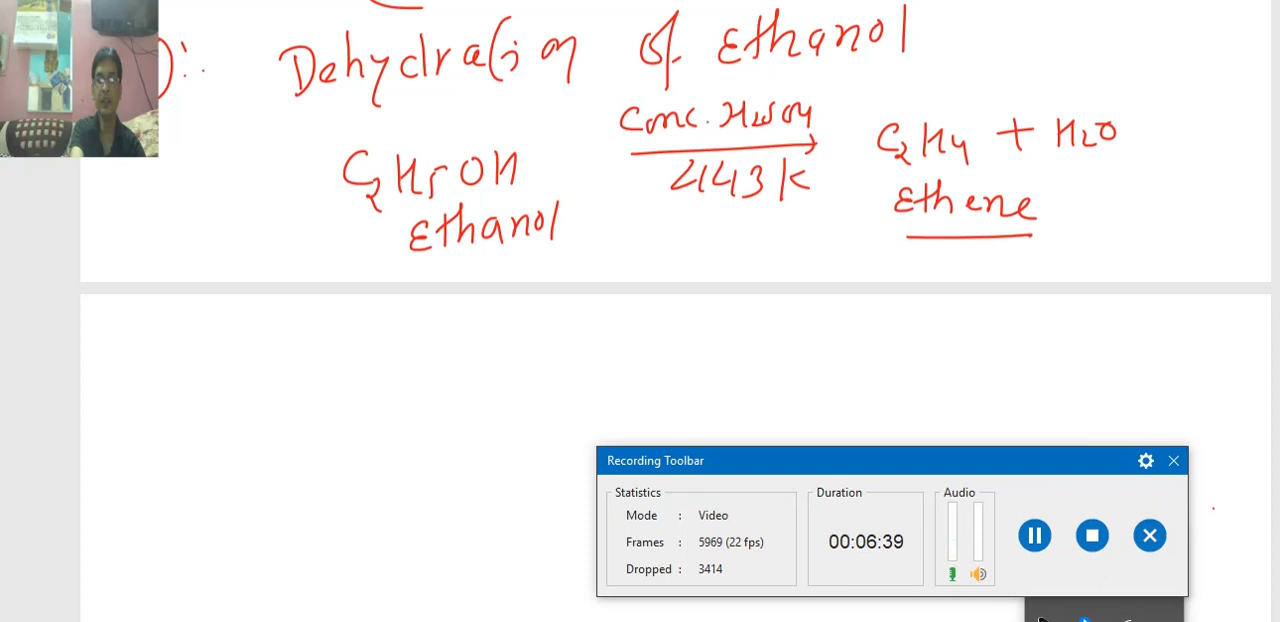 ):. Dehydration of Ethanol
C2H5OH Conc. H2SO4 443K C2H4 + H2O
Ethanol Ethene
Recording Toolbar
Statistics Duration Audio
Mode : Video
Frames : 5969 (22 fps) 00:06:39
Dropped : 3414